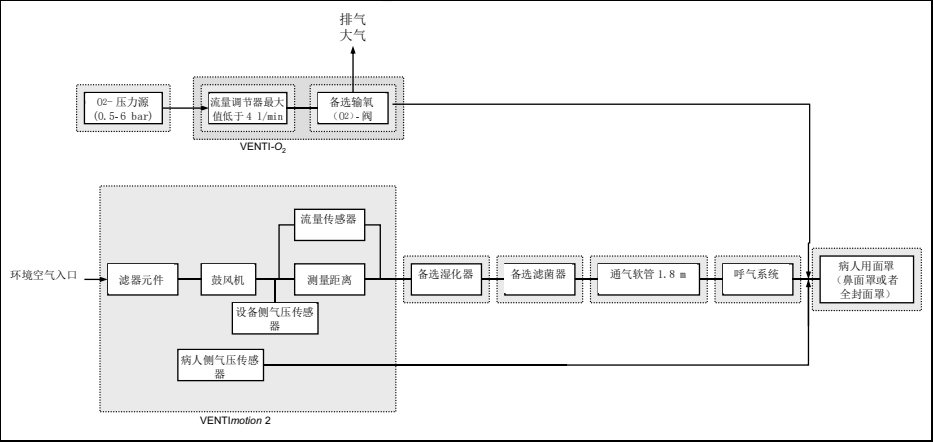 排气
大气
O2- 压力源
(0.5-6 bar)
流量调节器最大
值低于 4 l/min
备选输氧
（O2）- 阀
VENTI-O2
流量传感器
环境空气入口
滤器元件
鼓风机
测量距离
备选湿化器
备选滤菌器
通气软管 1.8 m
呼气系统
病人用面罩
（鼻面罩或者
全封面罩）
设备侧气压传感
器
病人侧气压传感
器
VENTImotion 2